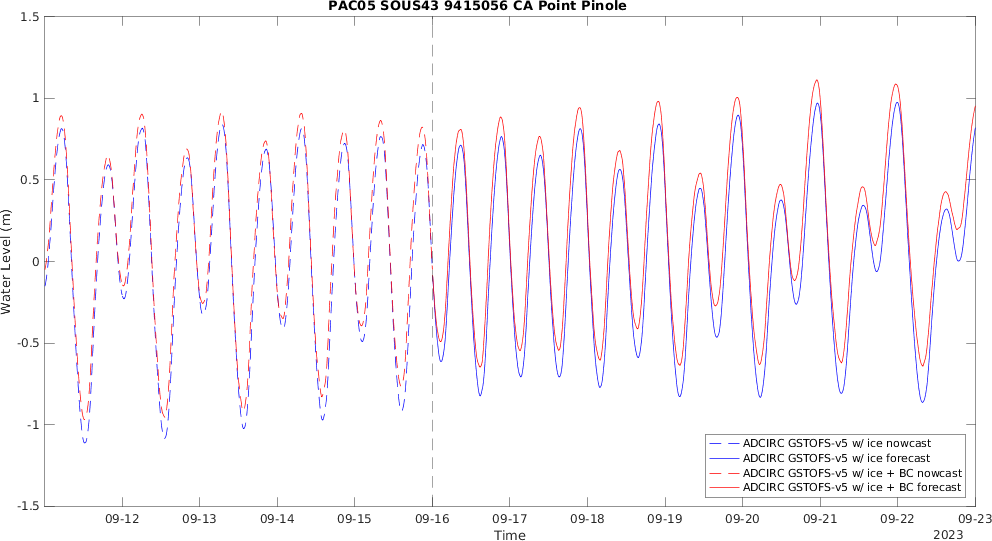 PAC05 SOUS43 9415056 CA Point Pinole
1.5
1
0.5
0
-0.5
-1
-1.5
Water Level (m)
ADCIRC GSTOFS-v5 w/ ice nowcast
ADCIRC GSTOFS-v5 w/ ice forecast
ADCIRC GSTOFS-v5 w/ ice + BC nowcast
ADCIRC GSTOFS-v5 w/ ice + BC forecast
09-12 09-13 09-14 09-15 09-16 09-17 09-18 09-19 09-20 09-21 09-22 09-23
Time
2023